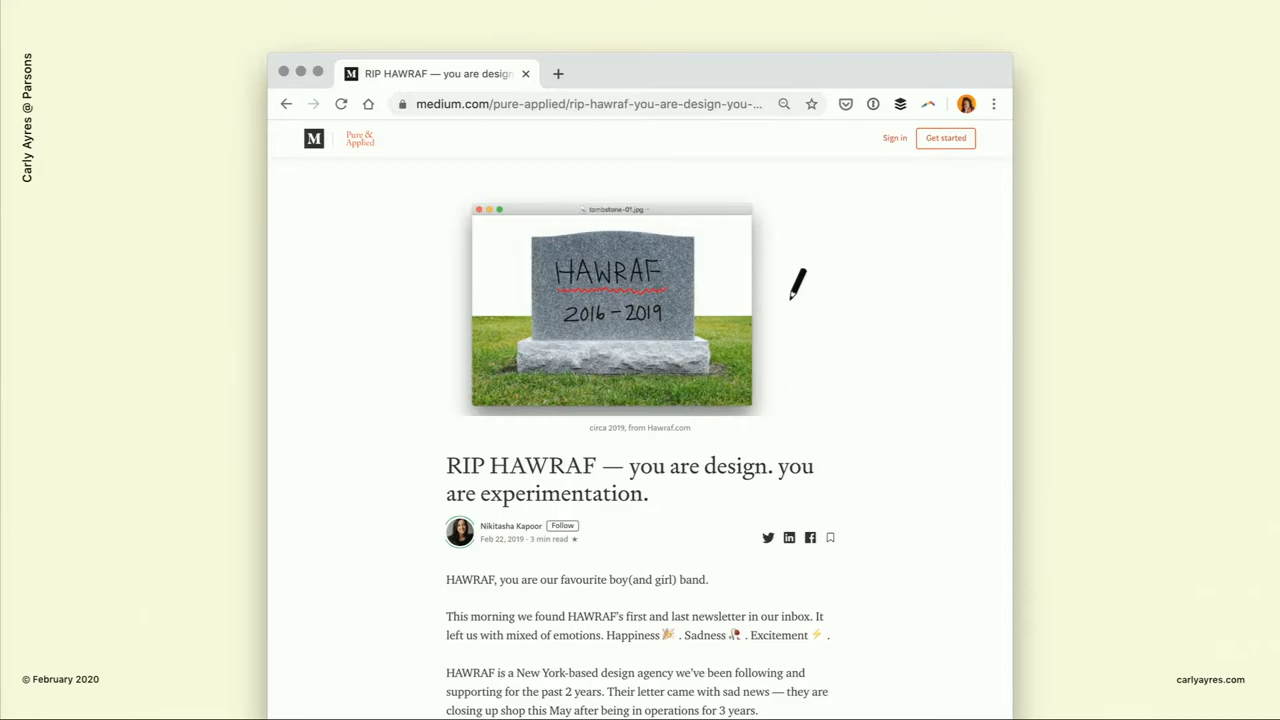 Carly Ayres @ Parsons
RIP HAWRAF — you are design
medium.com/pure-applied/rip-hawraf-you-are-design-you-...
M
Pure &
Applied
Sign in
Get started
tombstone-01.jpg
HAWRAF
2016-2019
circa 2019, from Hawraf.com
RIP HAWRAF — you are design. you
are experimentation.
Nikitasha Kapoor Follow
Feb 22, 2019 · 3 min read ★
HAWRAF, you are our favourite boy(and girl) band.
This morning we found HAWRAF's first and last newsletter in our inbox. It
left us with mixed of emotions. Happiness 🎉 . Sadness 🥀 . Excitement ⚡ .
HAWRAF is a New York-based design agency we've been following and
supporting for the past 2 years. Their letter came with sad news — they are
closing up shop this May after being in operations for 3 years.
© February 2020
carlyayres.com